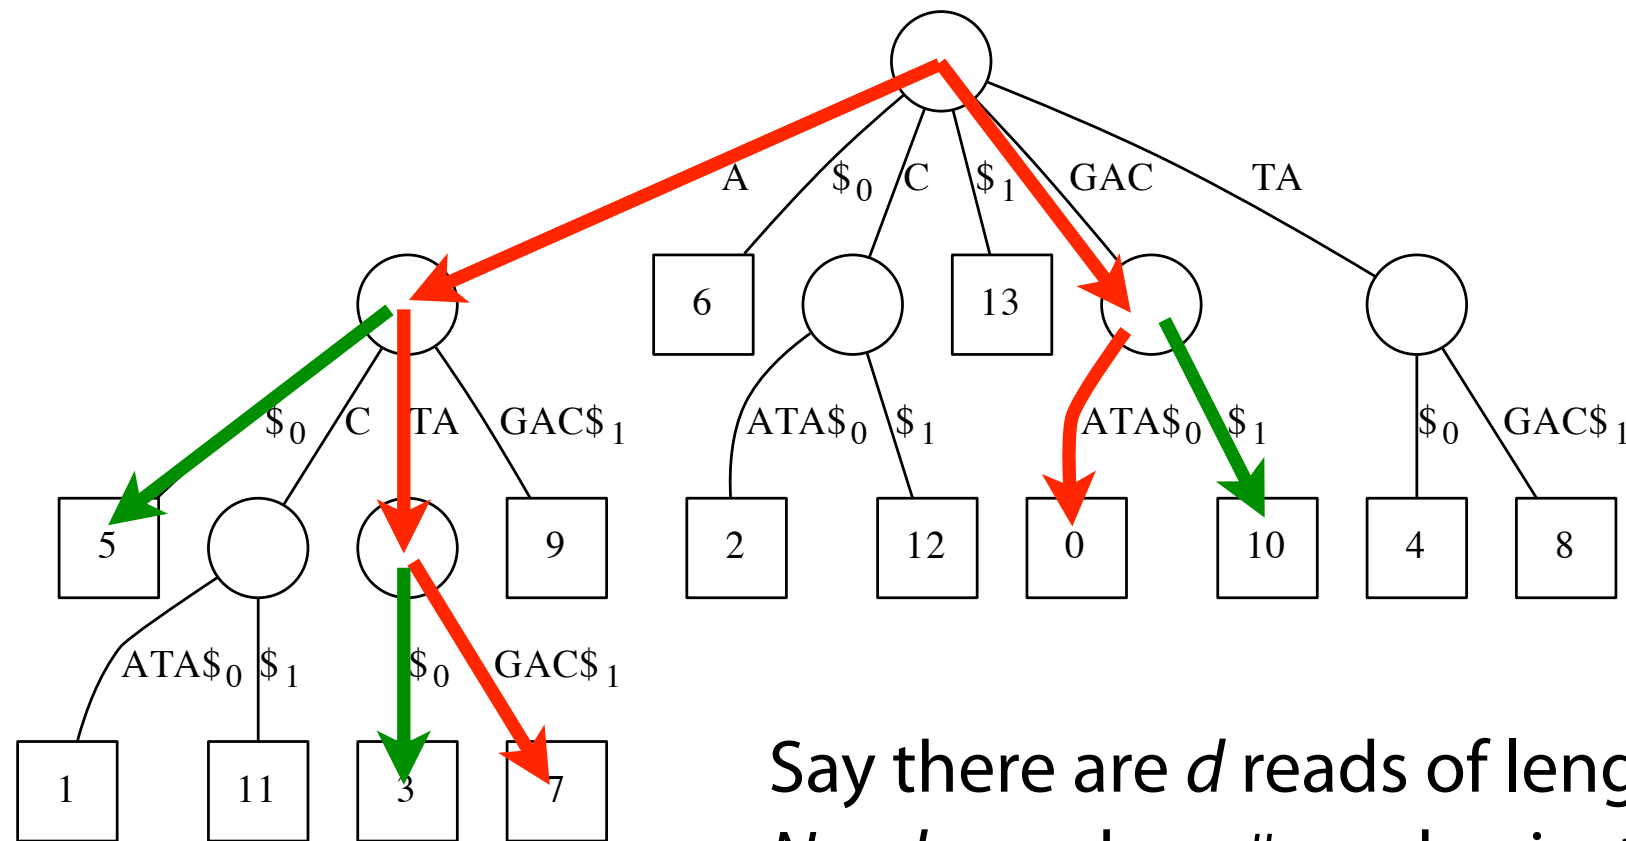 A $0 C $1 GAC TA
6 13
$0 C TA GAC$1 ATA$0 $1 ATA$0 $1 $0 GAC$1
5 9 2 12 0 10 4 8
ATA$0 $1 $0 GAC$1
1 11 3 7
Say there are d reads of leng